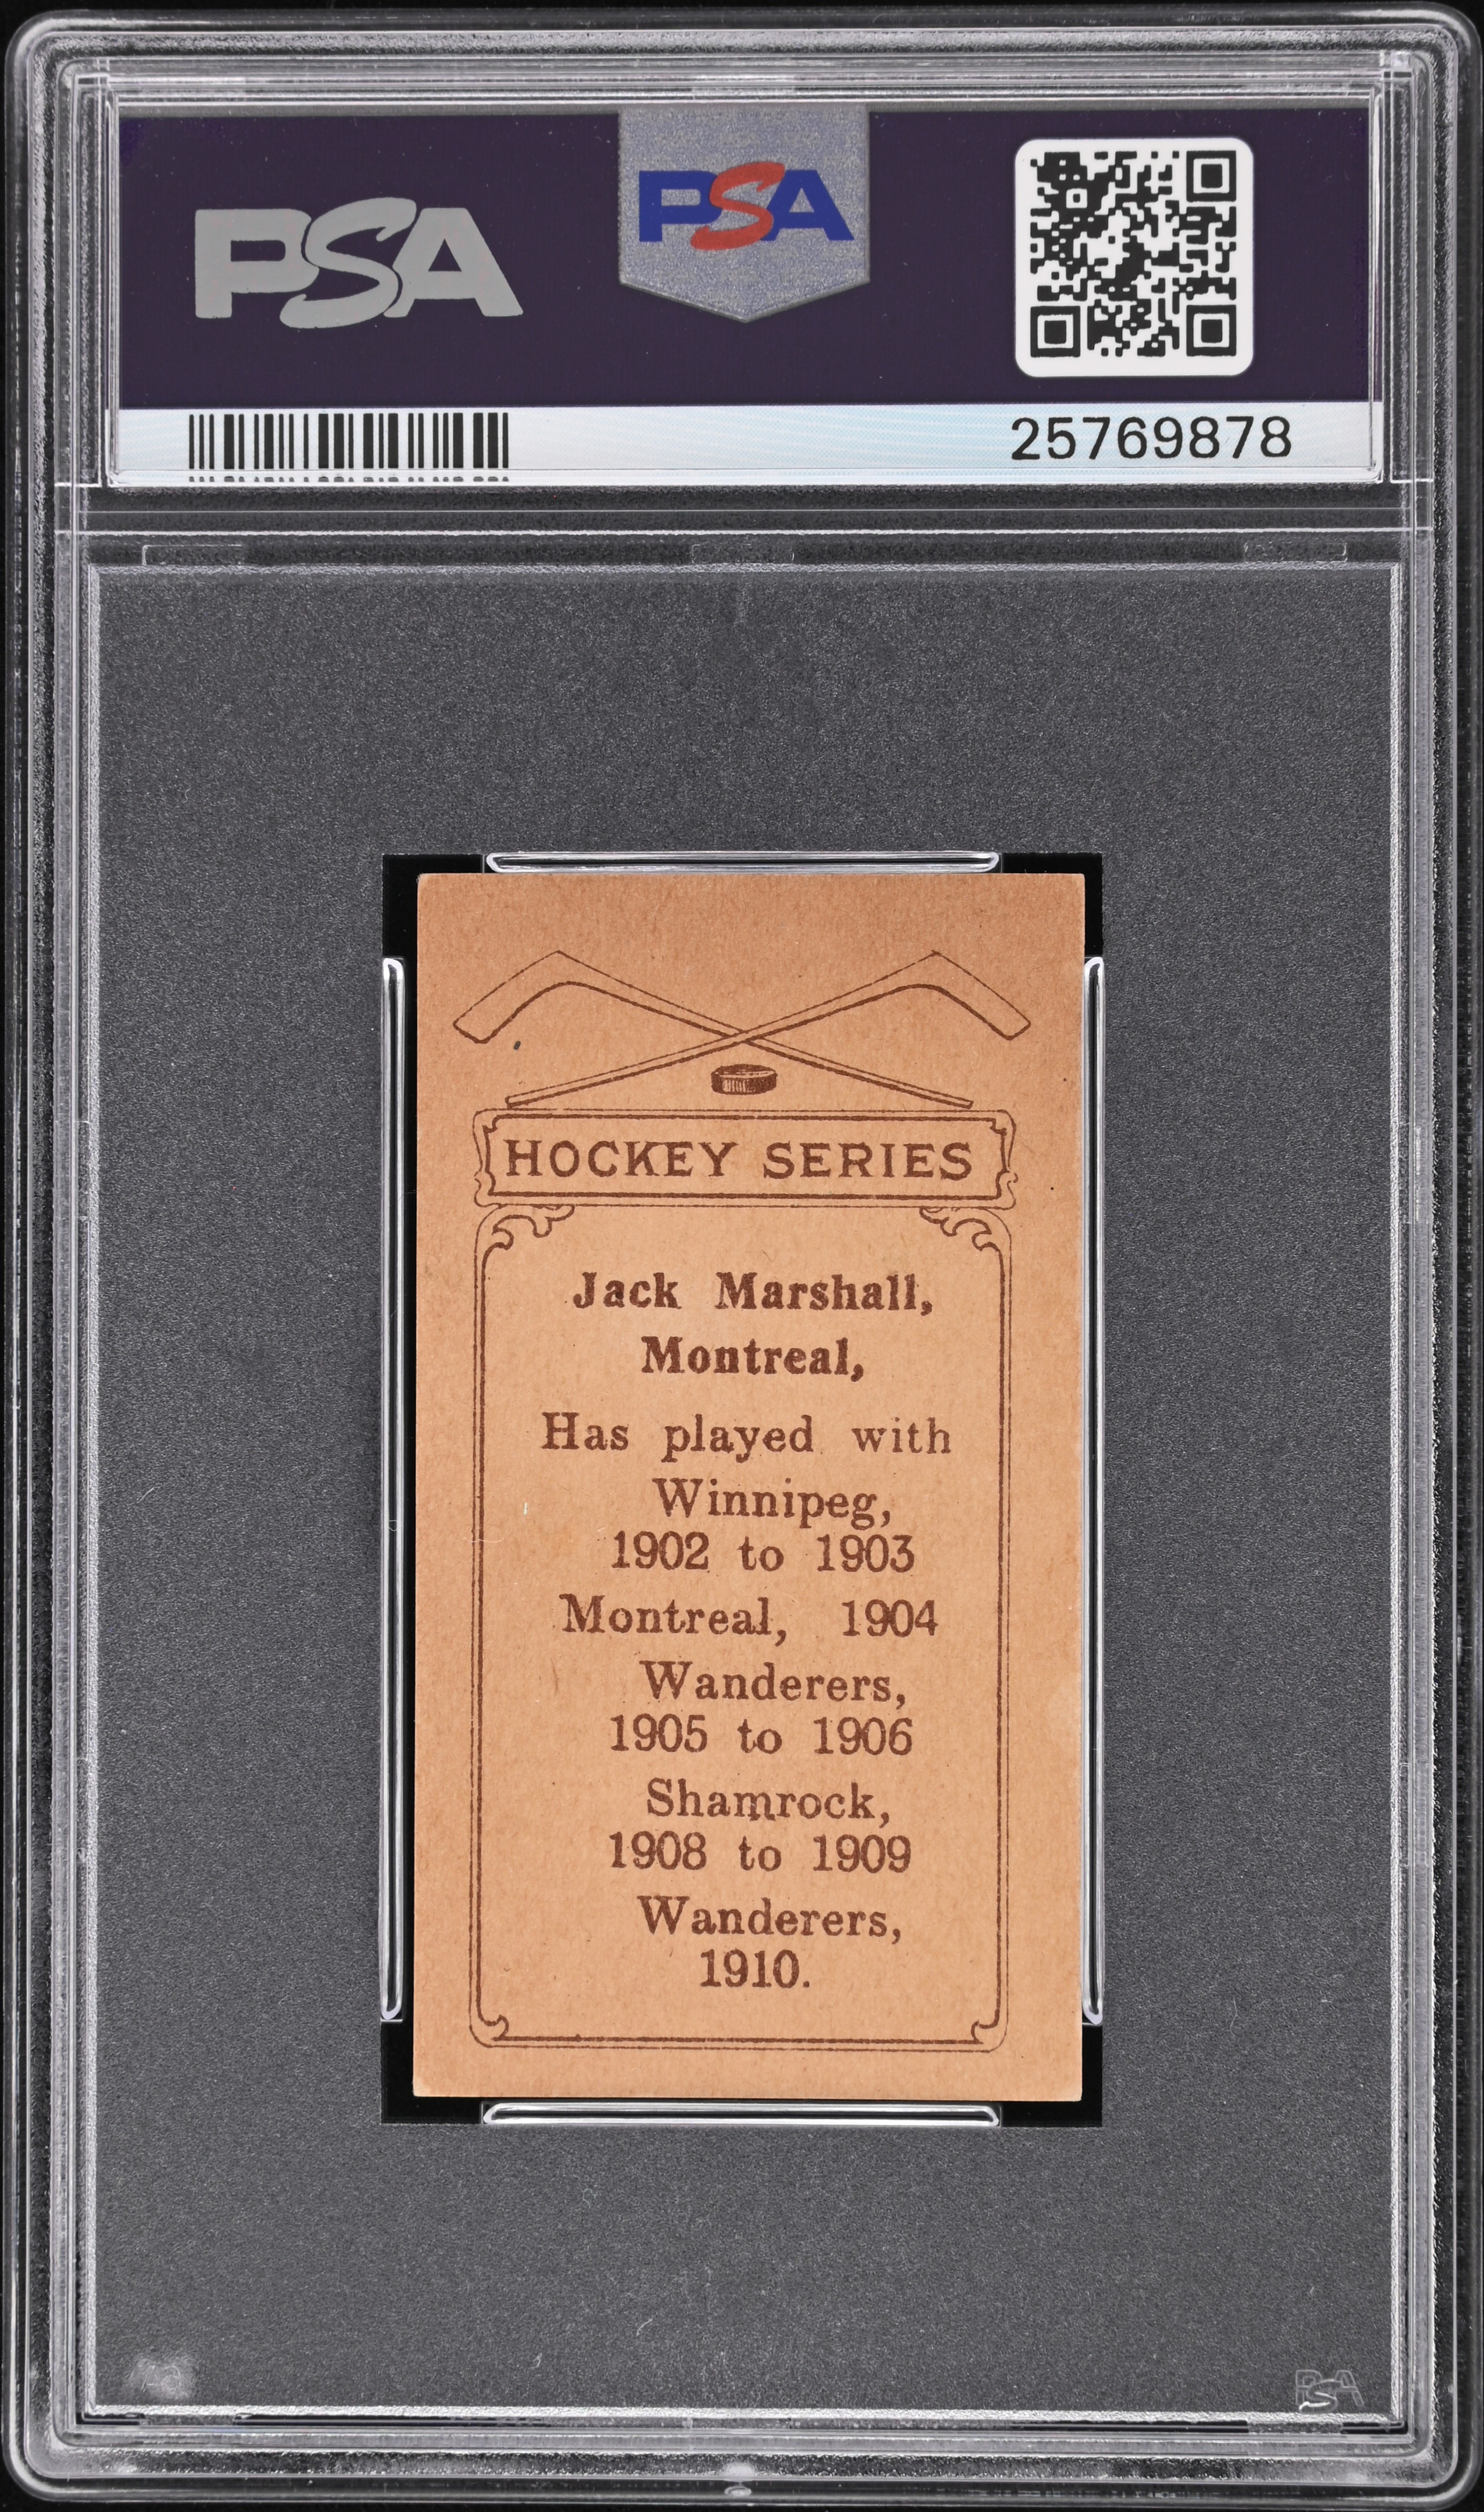 PSA
PSA
25769878
HOCKEY SERIES
Jack Marshall,
Montreal,
Has played with
Winnipeg,
1902 to 1903
Montreal, 1904
Wanderers,
1905 to 1906
Shamrock,
1908 to 1909
Wanderers,
1910.
PSA